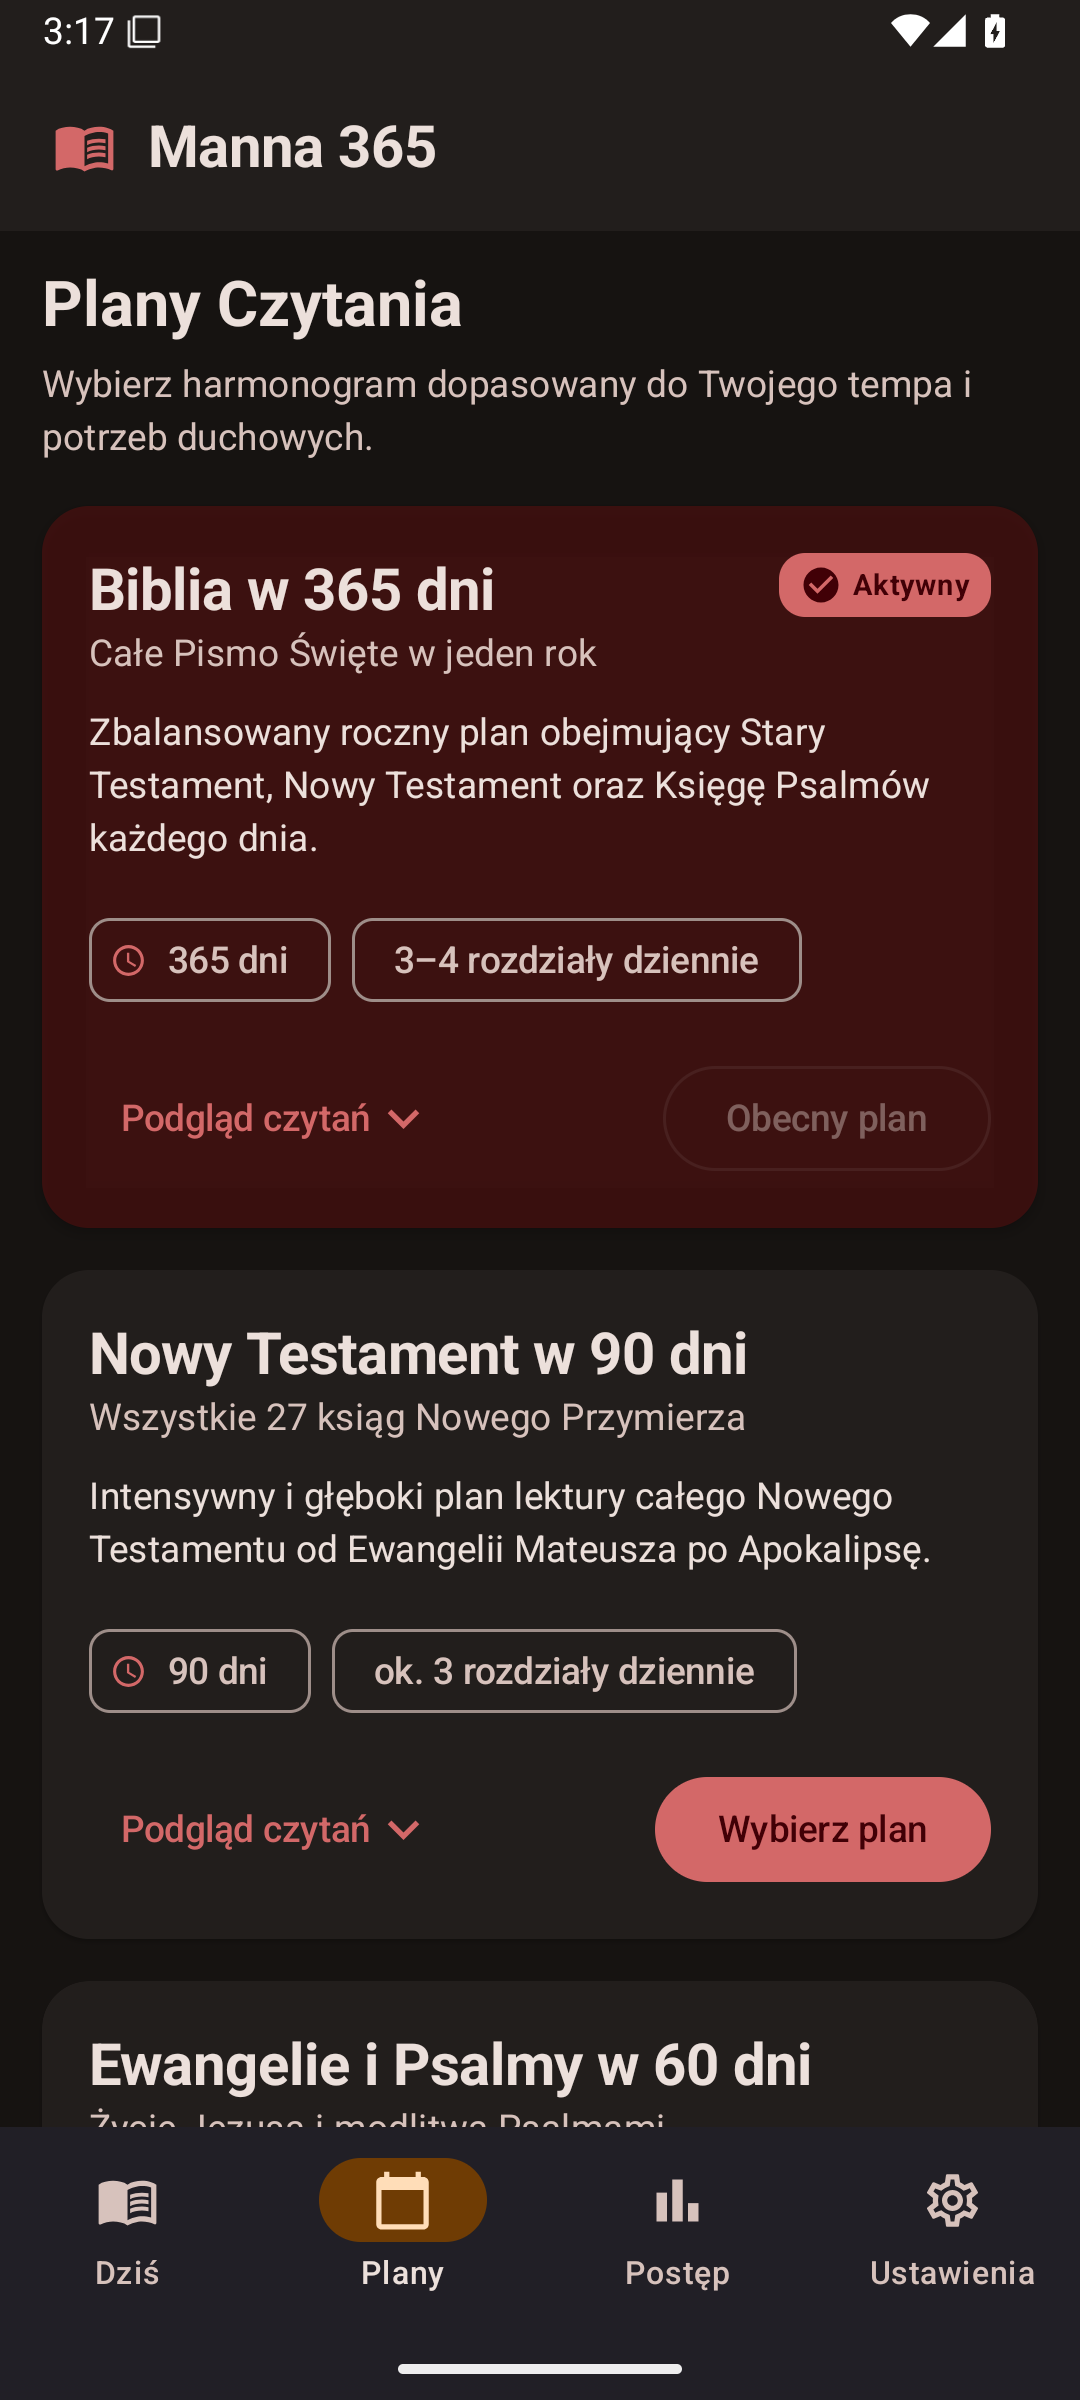 3:17
Manna 365
Plany Czytania
Wybierz harmonogram dopasowany do Twojego tempa i
potrzeb duchowych.
Biblia w 365 dni
Aktywny
Całe Pismo Święte w jeden rok
Zbalansowany roczny plan obejmujący Stary
Testament, Nowy Testament oraz Księgę Psalmów
każdego dnia.
365 dni
3–4 rozdziały dziennie
Podgląd czytań
Obecny plan
Nowy Testament w 90 dni
Wszystkie 27 ksiąg Nowego Przymierza
Intensywny i głęboki plan lektury całego Nowego
Testamentu od Ewangelii Mateusza po Apokalipsę.
90 dni
ok. 3 rozdziały dziennie
Podgląd czytań
Wybierz plan
Ewangelie i Psalmy w 60 dni
Życie Jezusa i modlitwa Psalmami
Dziś
Plany
Postęp
Ustawienia